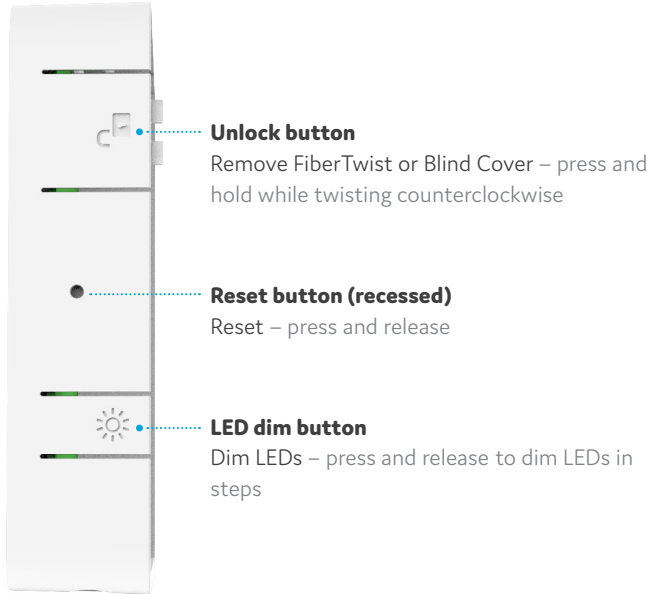 Unlock button
Remove FiberTwist or Blind Cover – press and
hold while twisting counterclockwise
Reset button (recessed)
Reset – press and release
LED dim button
Dim LEDs – press and release to dim LEDs in
steps